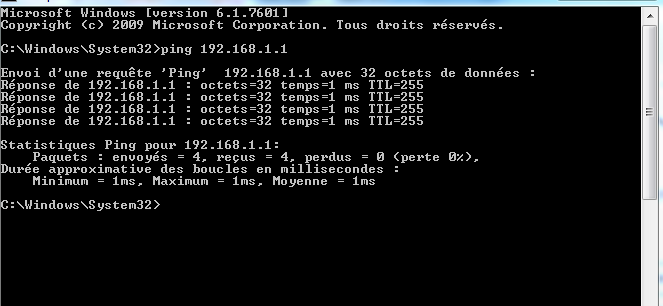 Microsoft Windows [version 6.1.7601]
Copyright (c) 2009 Microsoft Corporation. Tous droits réservés.
C:\Windows\System32>ping 192.168.1.1
Envoi d'une requête 'Ping'  192.168.1.1 avec 32 octets de données :
Réponse de 192.168.1.1 : octets=32 temps=1 ms TTL=255
Réponse de 192.168.1.1 : octets=32 temps=1 ms TTL=255
Réponse de 192.168.1.1 : octets=32 temps=1 ms TTL=255
Réponse de 192.168.1.1 : octets=32 temps=1 ms TTL=255
Statistiques Ping pour 192.168.1.1:
    Paquets : envoyés = 4, reçus = 4, perdus = 0 (perte 0%),
Durée approximative des boucles en millisecondes :
    Minimum = 1ms, Maximum = 1ms, Moyenne = 1ms
C:\Windows\System32>